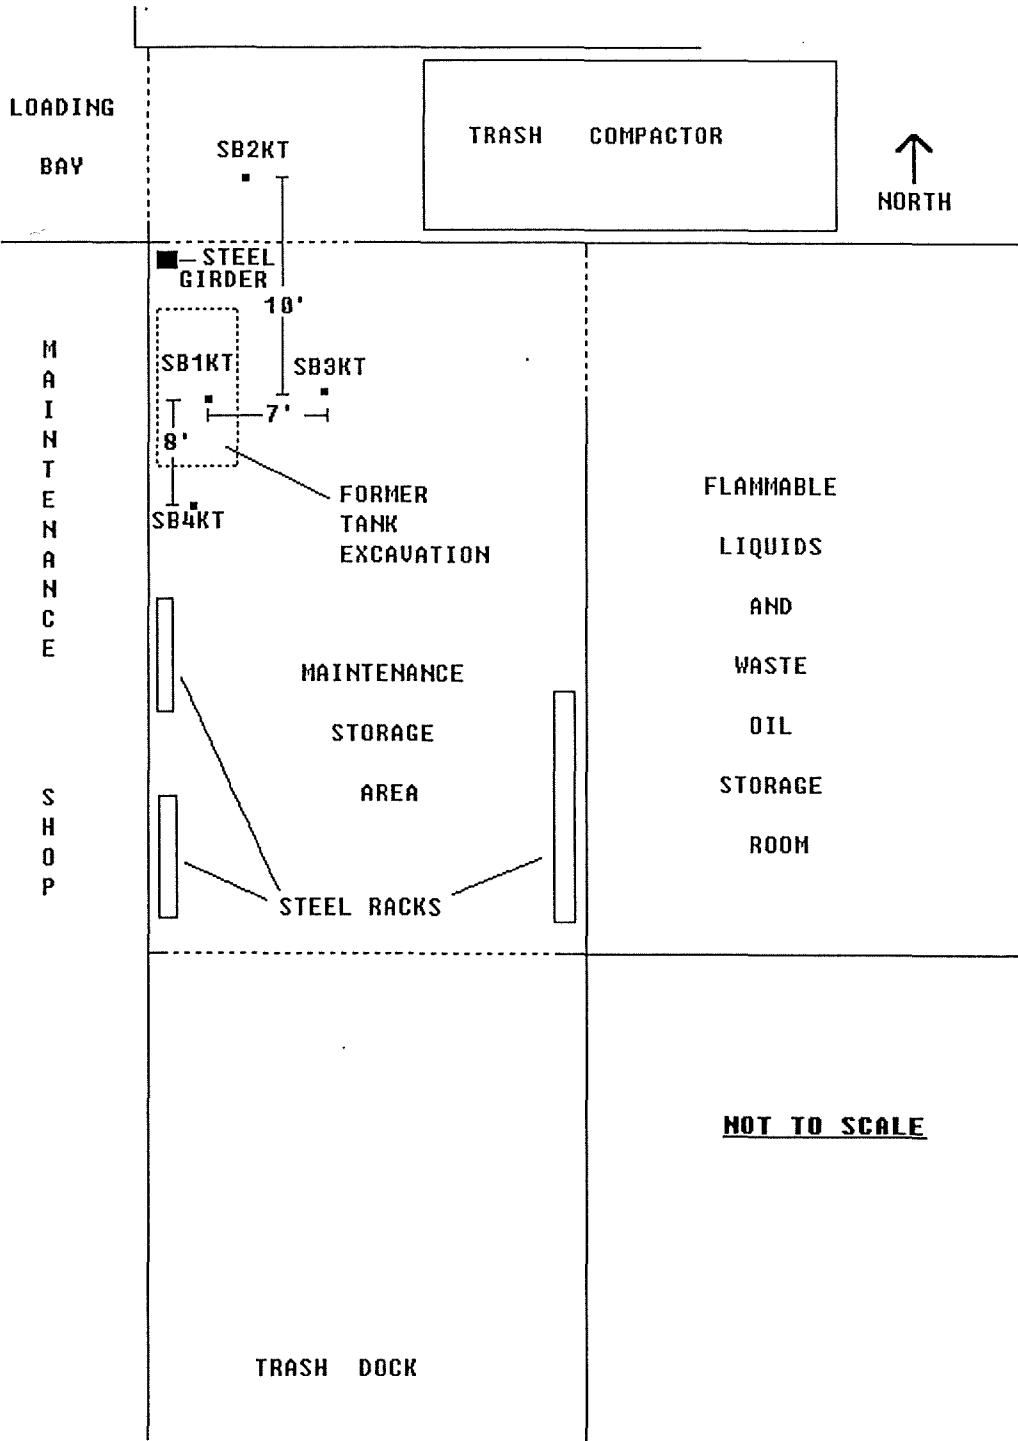 LOADING
BAY
TRASH COMPACTOR
NORTH
SB2KT
STEEL
GIRDER
10'
SB1KT
SB3KT
7'
8'
SB4KT
FORMER
TANK
EXCAVATION
MAINTENANCE
SHOP
MAINTENANCE
STORAGE
AREA
STEEL RACKS
FLAMMABLE
LIQUIDS
AND
WASTE
OIL
STORAGE
ROOM
NOT TO SCALE
TRASH DOCK